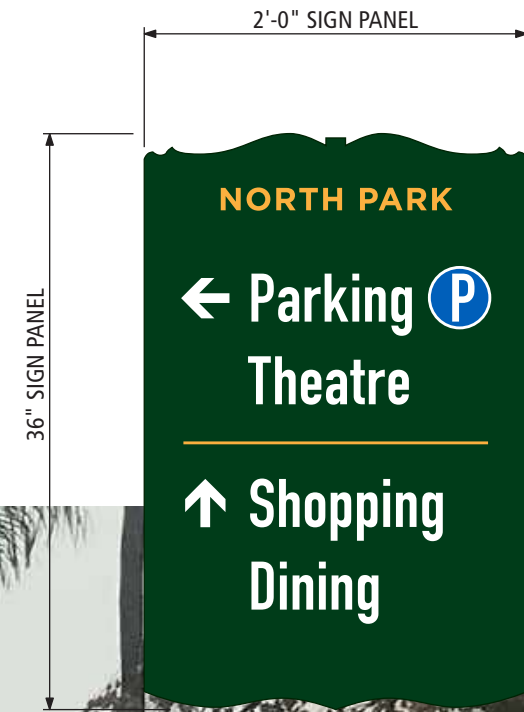 2'-0" SIGN PANEL
36" SIGN PANEL
NORTH PARK
← Parking P
Theatre
↑ Shopping
Dining